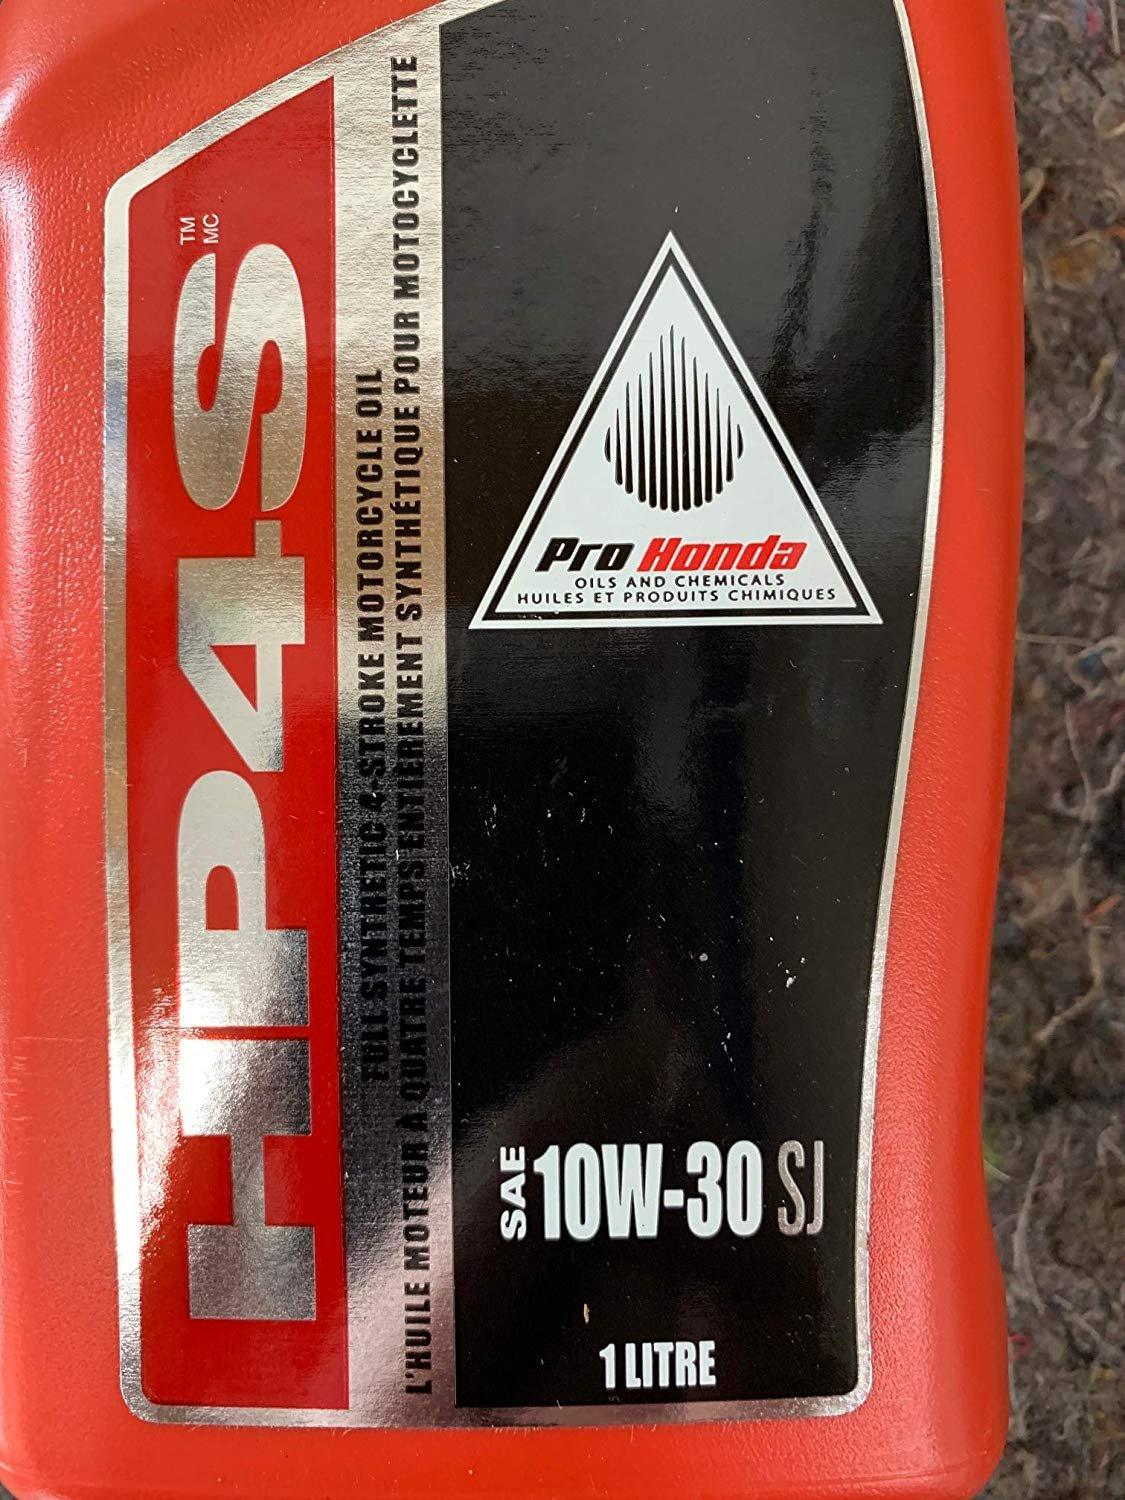 HP4S
TM
MC
FULL SYNTHETIC 4-STROKE MOTORCYCLE OIL
L'HUILE MOTEUR À QUATRE TEMPS ENTIÈREMENT SYNTHÉTIQUE POUR MOTOCYCLETTE
Pro Honda
OILS AND CHEMICALS
HUILES ET PRODUITS CHIMIQUES
SAE 10W-30 SJ
1 LITRE